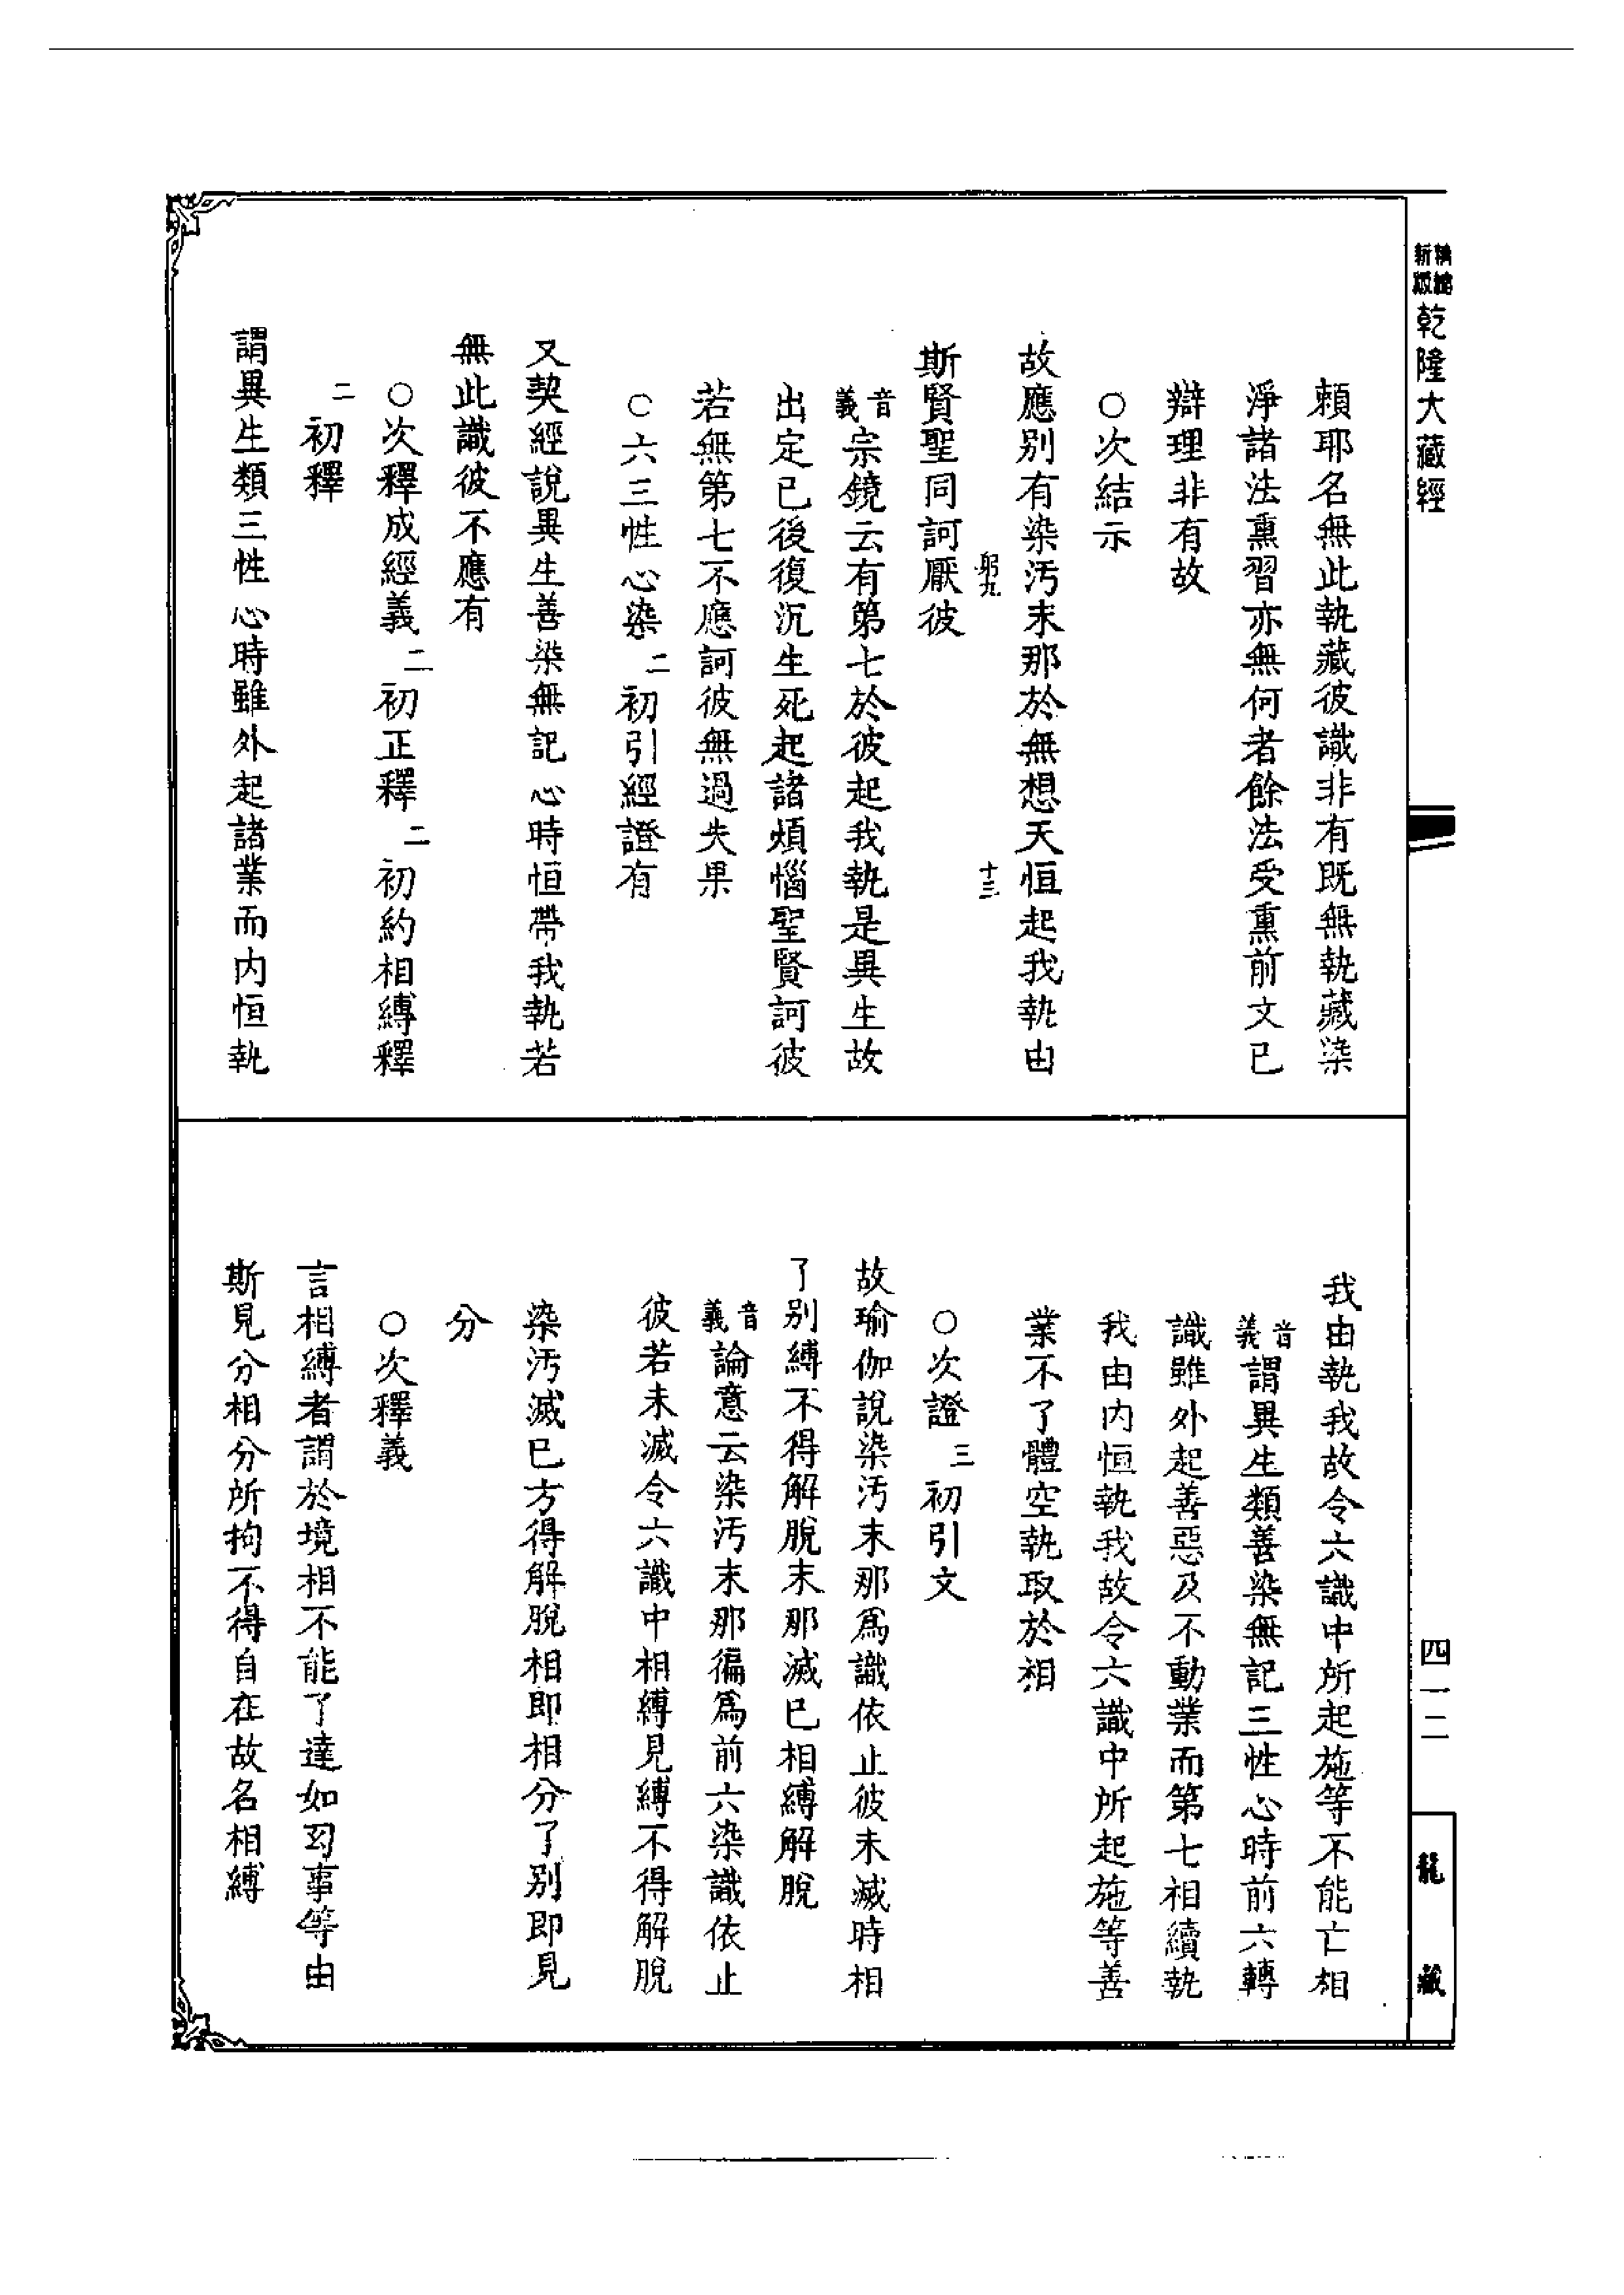 新版
精縮
乾隆大藏經
頼耶名無此執藏彼識非有既無執藏染
淨諸法熏習亦無何者餘法受熏前文已
辯理非有故
○次結示
故應別有染汚末那於無想天恒起我執由
躬九 十三
斯賢聖同訶厭彼
音義宗鏡云有第七於彼起我執是異生故
出定已後復沉生死起諸煩惱聖賢訶彼
若無第七不應訶彼無過失果
○六三性心染二初引經證有
又契經說異生善染無記心時恒帶我執若
無此識彼不應有
○次釋成經義二初正釋二初約相縛釋
二初釋
謂異生類三性心時雖外起諸業而內恒執
我由執我故令六識中所起施等不能亡相
音義謂異生類善染無記三性心時前六轉
識雖外起善惡及不動業而第七相續執
我由內恒執我故令六識中所起施等善
業不了體空執取於相
○次證三初引文
故瑜伽說染汚末那爲識依止彼未滅時相
了別縛不得解脫末那滅已相縛解脫
音義論意云染汚末那徧爲前六染識依止
彼若未滅令六識中相縛見縛不得解脫
染汚滅已方得解脫相即相分了別即見
分
○次釋義
言相縛者謂於境相不能了達如幻事等由
斯見分相分所拘不得自在故名相縛
四一二
龍藏